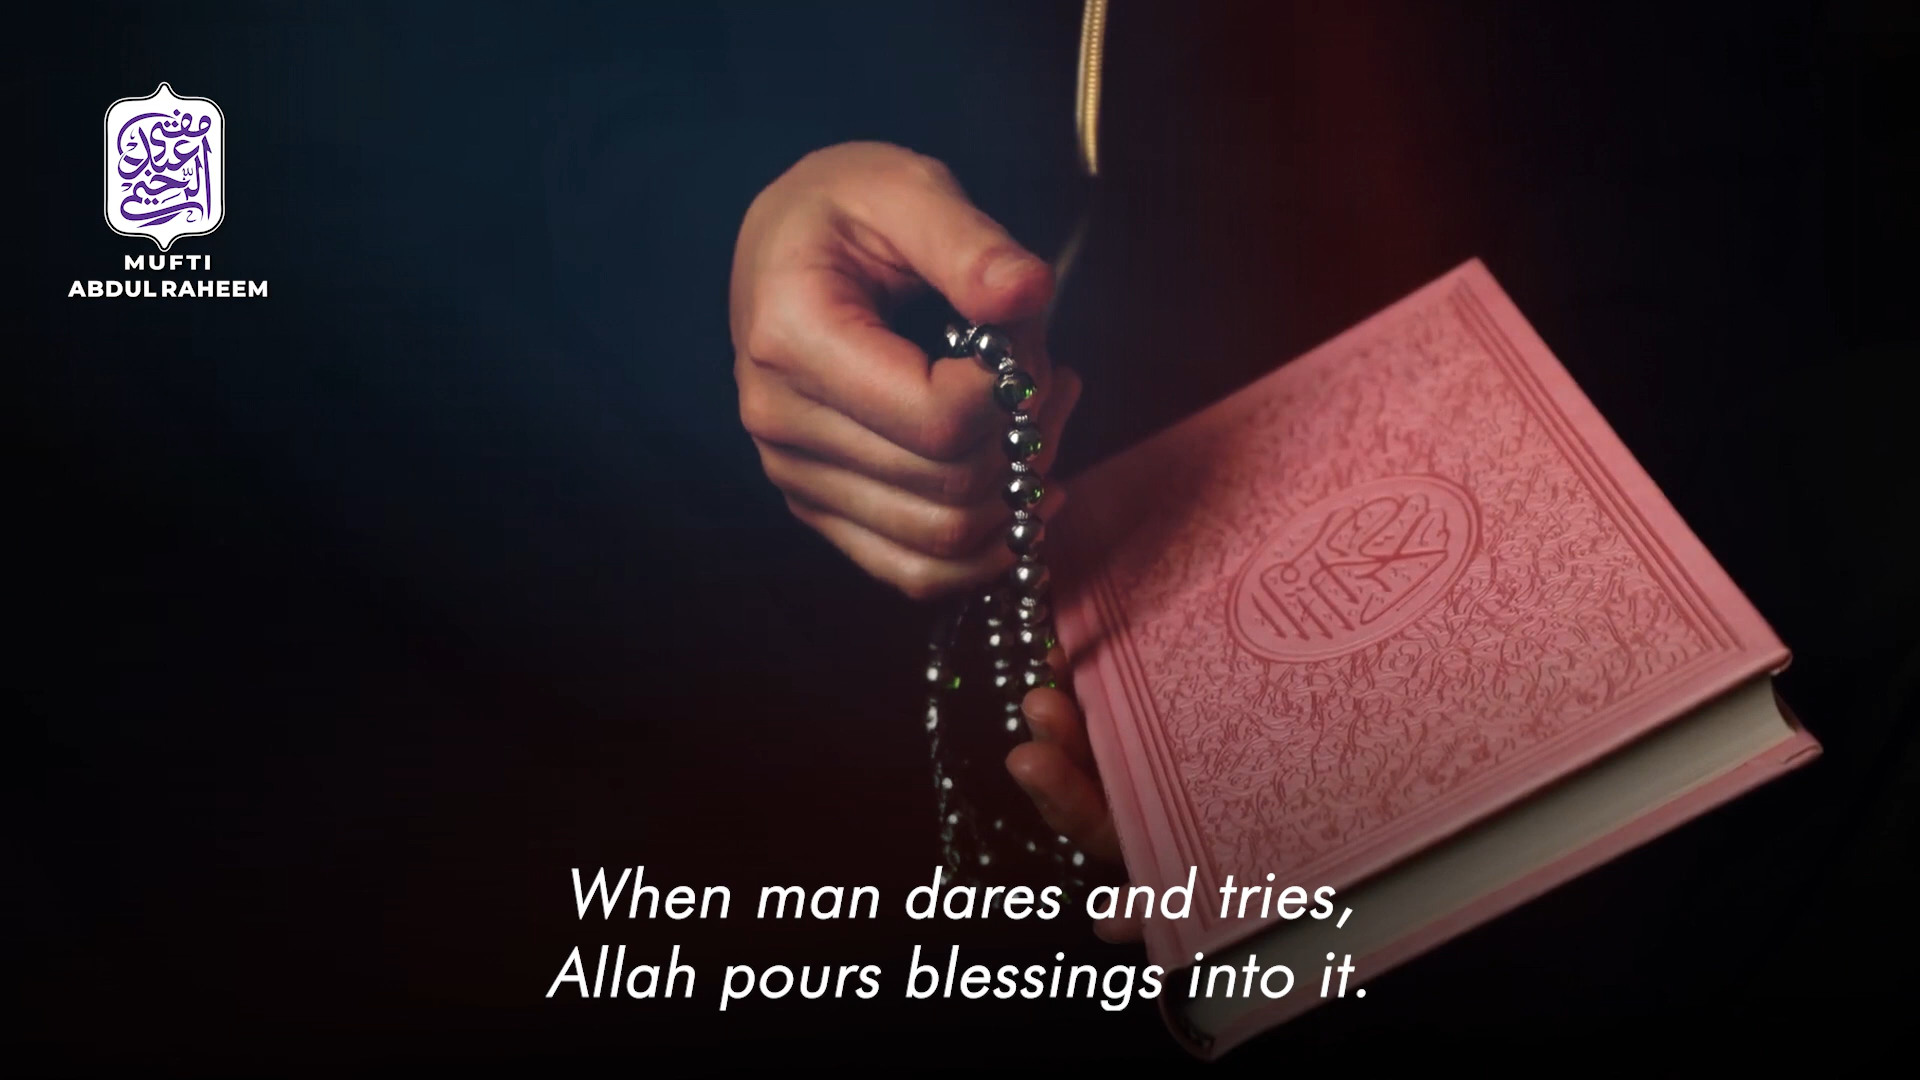 مفتی
عبد
الرحیم
MUFTI
ABDUL RAHEEM
When man dares and tries,
Allah pours blessings into it.